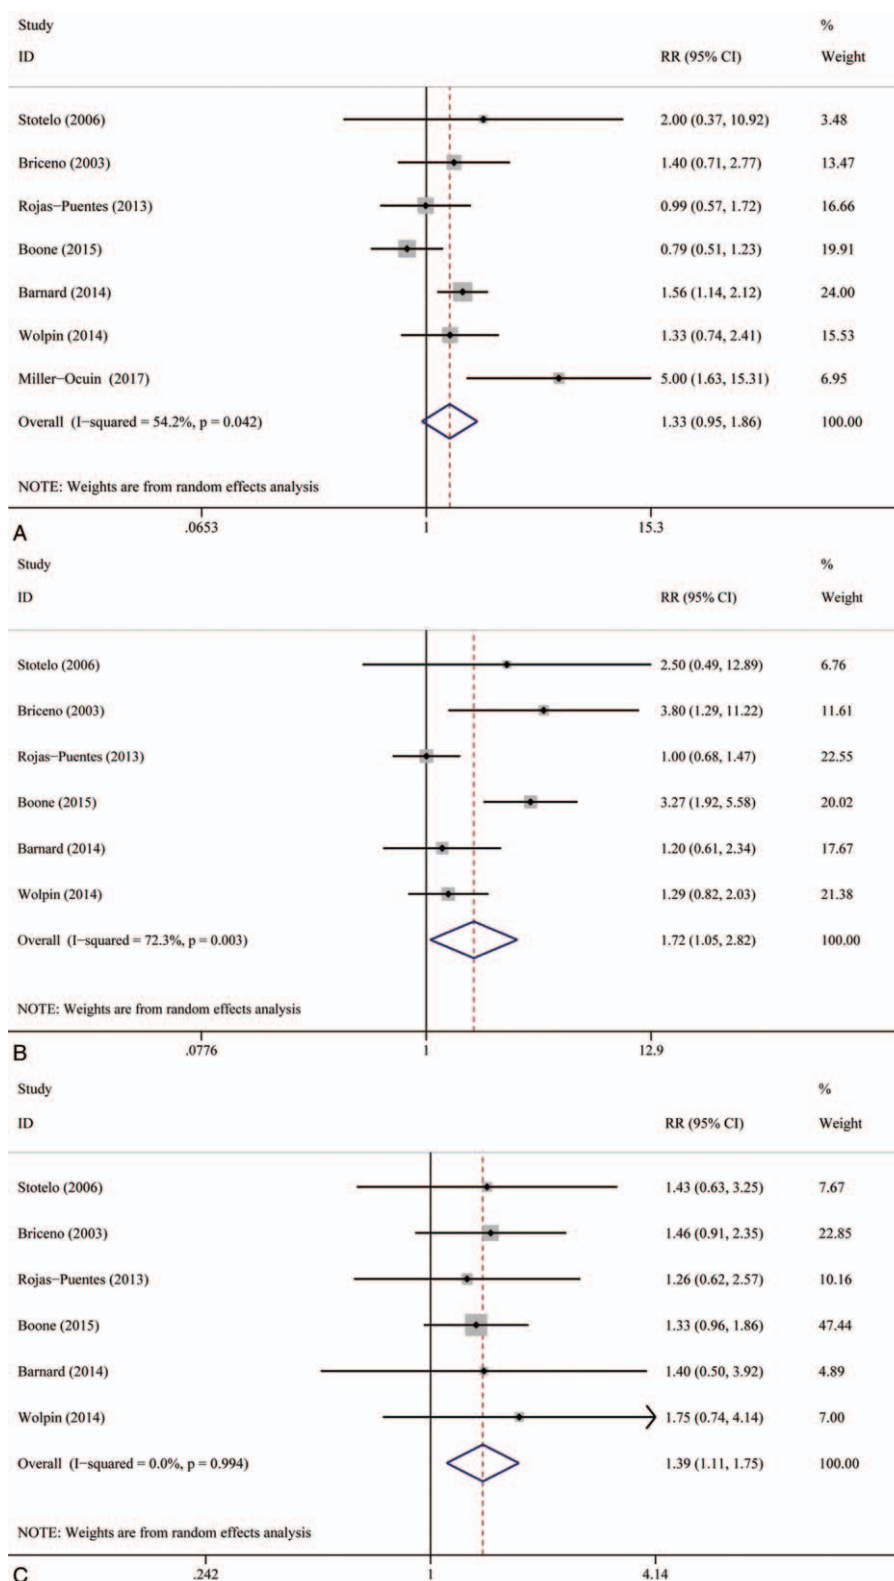 Study %
ID RR (95% CI) Weight
Stotelo (2006) 2.00 (0.37, 10.92) 3.48
Briceno (2003) 1.40 (0.71, 2.77) 13.47
Rojas−Puentes (2013) 0.99 (0.57, 1.72) 16.66
Boone (2015) 0.79 (0.51, 1.23) 19.91
Barnard (2014) 1.56 (1.14, 2.12) 24.00
Wolpin (2014) 1.33 (0.74, 2.41) 15.53
Miller−Ocuin (2017) 5.00 (1.63, 15.31) 6.95
Overall (I−squared = 54.2%, p = 0.042) 1.33 (0.95, 1.86) 100.00
NOTE: Weights are from random effects analysis
A .0653 1 15.3
Study %
ID RR (95% CI) Weight
Stotelo (2006) 2.50 (0.49, 12.89) 6.76
Briceno (2003) 3.80 (1.29, 11.22) 11.61
Rojas−Puentes (2013) 1.00 (0.68, 1.47) 22.55
Boone (2015) 3.27 (1.92, 5.58) 20.02
Barnard (2014) 1.20 (0.61, 2.34) 17.67
Wolpin (2014) 1.29 (0.82, 2.03) 21.38
Overall (I−squared = 72.3%, p = 0.003) 1.72 (1.05, 2.82) 100.00
NOTE: Weights are from random effects analysis
B .0776 1 12.9
Study %
ID RR (95% CI) Weight
Stotelo (2006) 1.43 (0.63, 3.25) 7.67
Briceno (2003) 1.46 (0.91, 2.35) 22.85
Rojas−Puentes (2013) 1.26 (0.62, 2.57) 10.16
Boone (2015) 1.33 (0.96, 1.86) 47.44
Barnard (2014) 1.40 (0.50, 3.92) 4.89
Wolpin (2014) 1.75 (0.74, 4.14) 7.00
Overall (I−squared = 0.0%, p = 0.994) 1.39 (1.11, 1.75) 100.00
NOTE: Weights are from random effects analysis
C .242 1 4.14